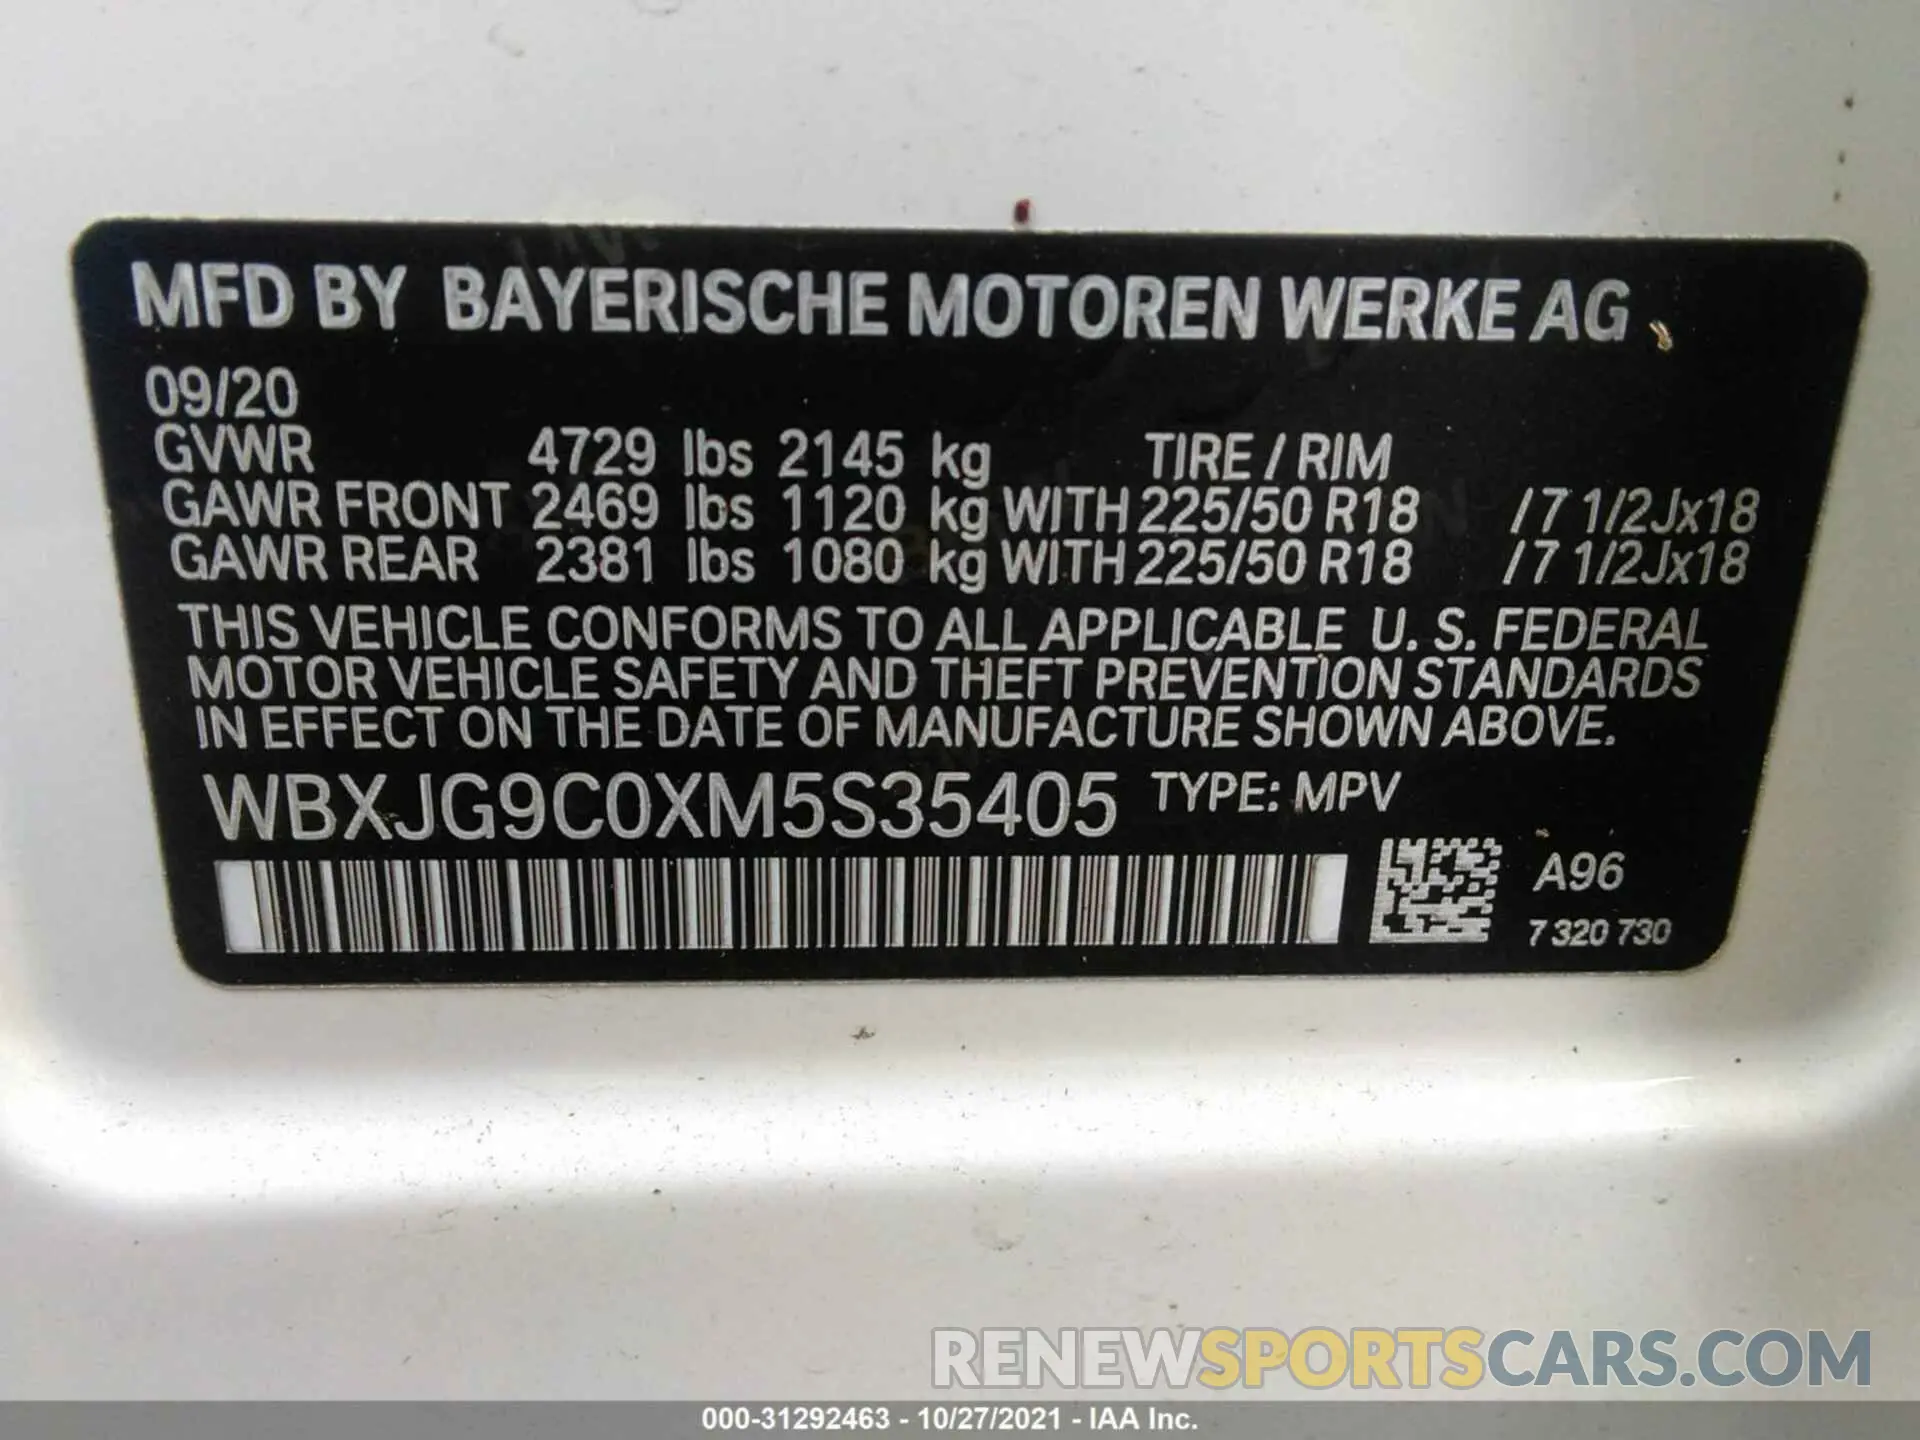 MFD BY BAYERISCHE MOTOREN WERKE AG
09/20
GVWR 4729 lbs 2145 kg TIRE / RIM
GAWR FRONT 2469 lbs 1120 kg WITH 225/50 R18 /7 1/2Jx18
GAWR REAR 2381 lbs 1080 kg WITH 225/50 R18 /7 1/2Jx18
THIS VEHICLE CONFORMS TO ALL APPLICABLE U. S. FEDERAL
MOTOR VEHICLE SAFETY AND THEFT PREVENTION STANDARDS
IN EFFECT ON THE DATE OF MANUFACTURE SHOWN ABOVE.
WBXJG9C0XM5S35405 TYPE: MPV
A96
7 320 730
RENEWSPORTSCARS.COM
000-31292463 - 10/27/2021 - IAA Inc.